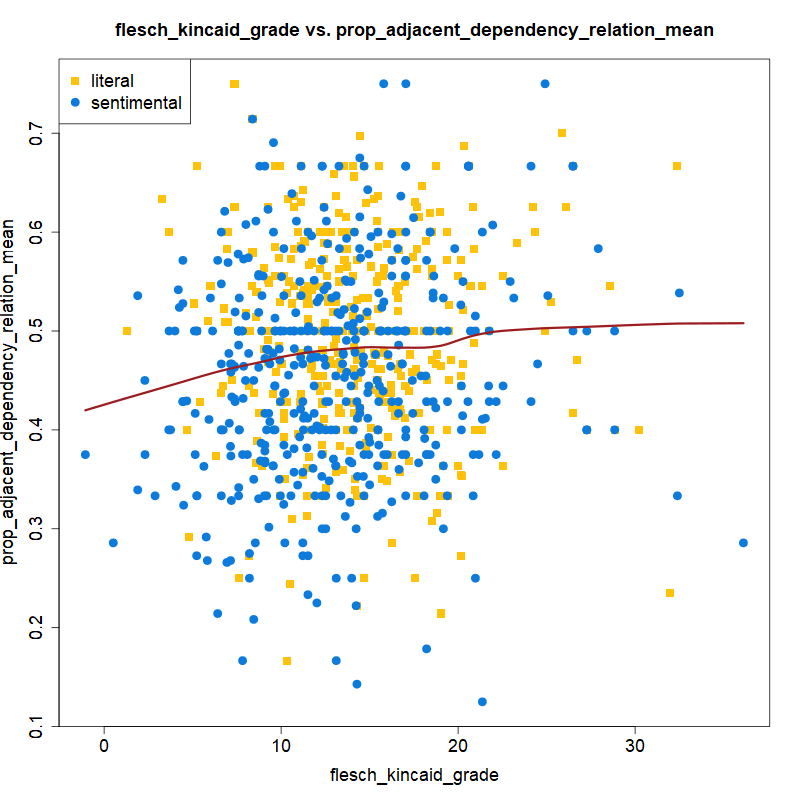 flesch_kincaid_grade vs. prop_adjacent_dependency_relation_mean
literal
sentimental
prop_adjacent_dependency_relation_mean
0.7
0.6
0.5
0.4
0.3
0.2
0.1
0 10 20 30
flesch_kincaid_grade